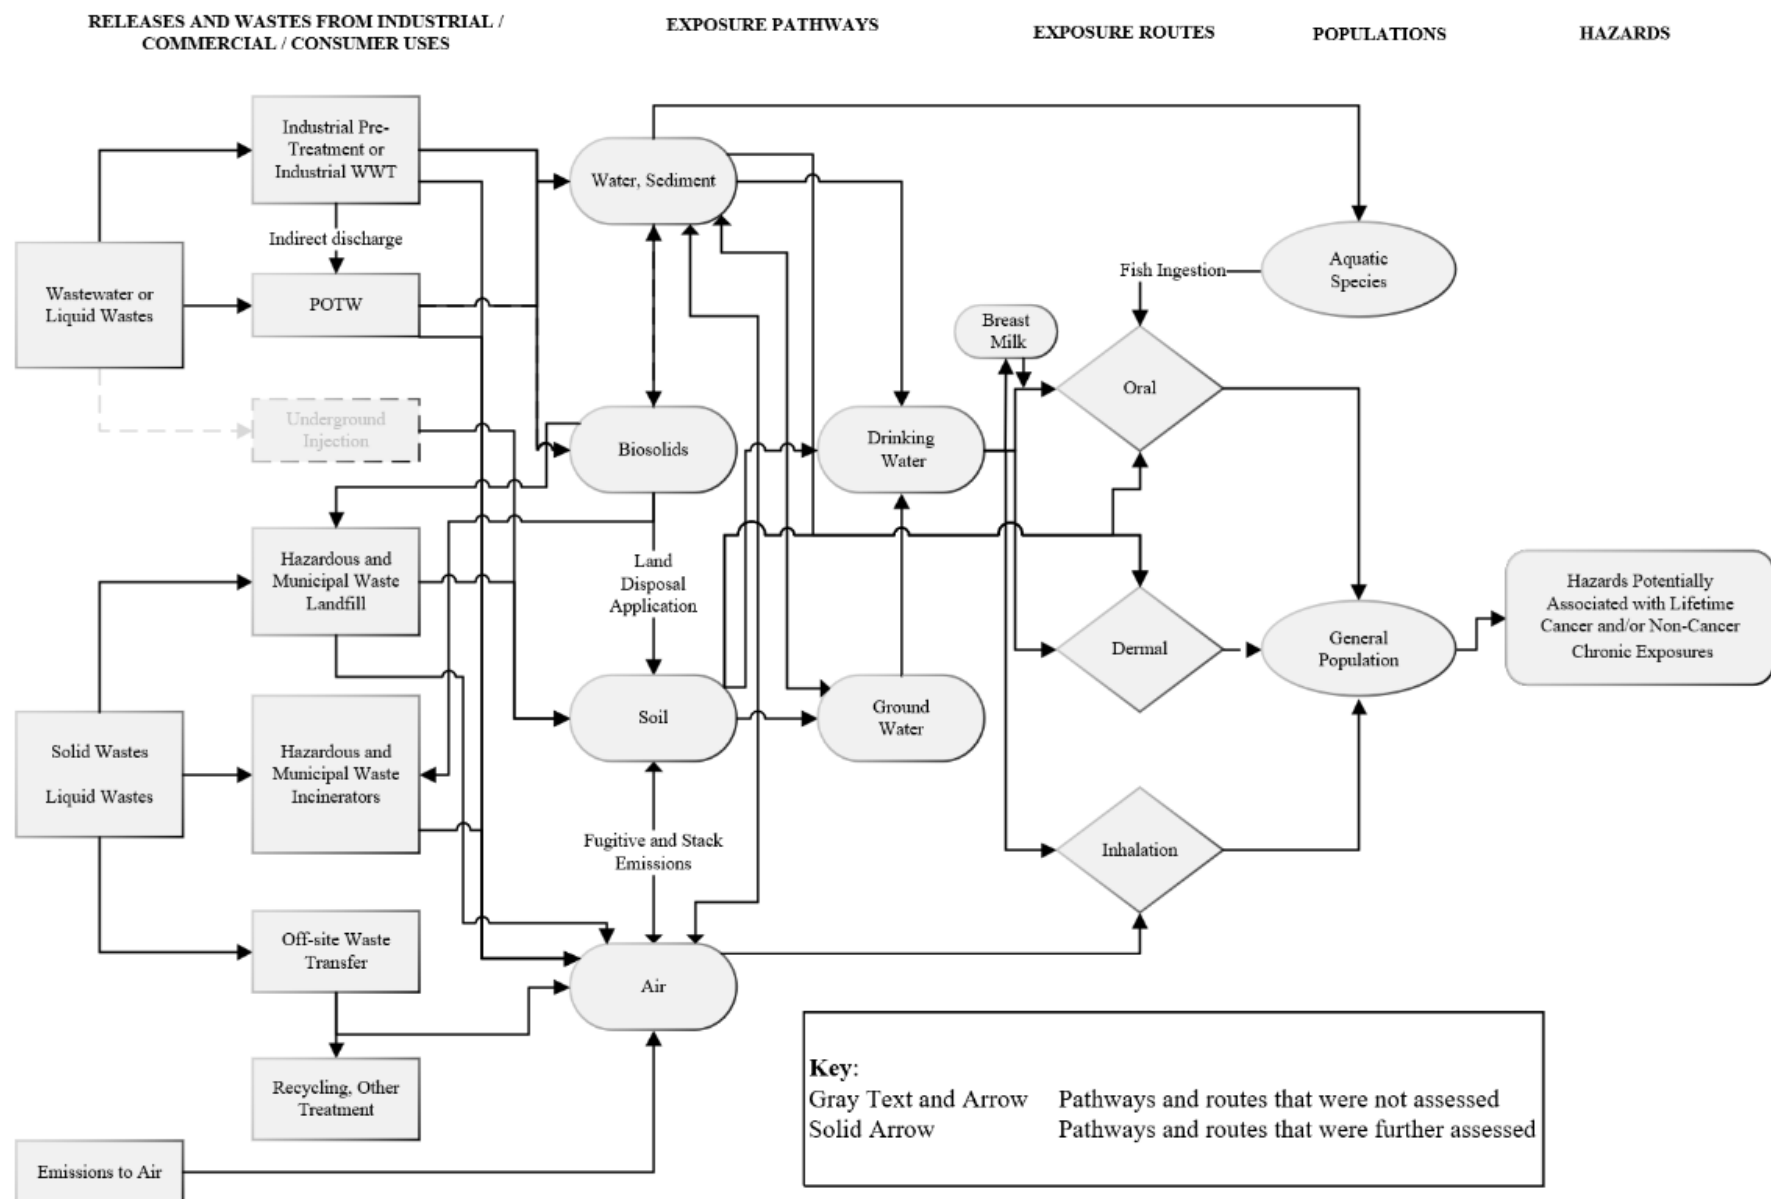 RELEASES AND WASTES FROM INDUSTRIAL /
COMMERCIAL / CONSUMER USES
EXPOSURE PATHWAYS
EXPOSURE ROUTES
POPULATIONS
HAZARDS
Industrial Pre-
Treatment or
Industrial WWT
Water, Sediment
Indirect discharge
Wastewater or
Liquid Wastes
POTW
Aquatic
Species
Fish Ingestion
Breast
Milk
Oral
Underground
Injection
Biosolids
Drinking
Water
Hazardous and
Municipal Waste
Landfill
Land
Disposal
Application
Hazards Potentially
Associated with Lifetime
Cancer and/or Non-Cancer
Chronic Exposures
Dermal
General
Population
Soil
Ground
Water
Solid Wastes
Liquid Wastes
Hazardous and
Municipal Waste
Incinerators
Fugitive and Stack
Emissions
Inhalation
Off-site Waste
Transfer
Air
Recycling, Other
Treatment
Emissions to Air
Key:
Gray Text and Arrow Pathways and routes that were not assessed
Solid Arrow Pathways and routes that were further assessed